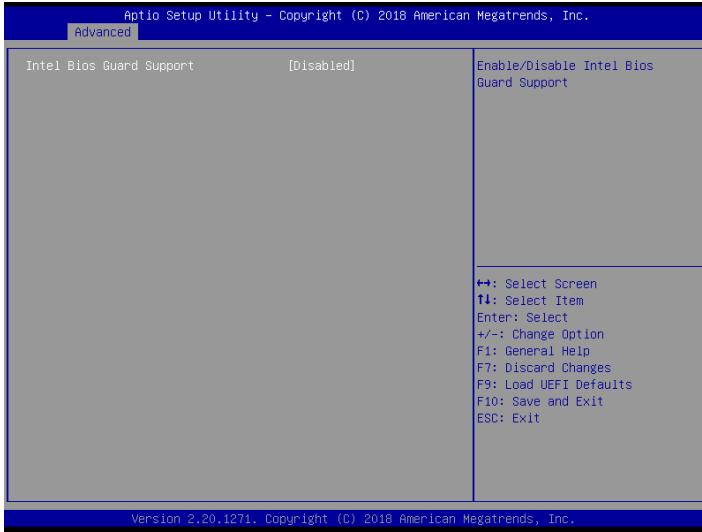 Aptio Setup Utility – Copyright (C) 2018 American Megatrends, Inc.
Advanced
Intel Bios Guard Support [Disabled]
Enable/Disable Intel Bios
Guard Support
↔: Select Screen
↑↓: Select Item
Enter: Select
+/-: Change Option
F1: General Help
F7: Discard Changes
F9: Load UEFI Defaults
F10: Save and Exit
ESC: Exit
Version 2.20.1271. Copyright (C) 2018 American Megatrends, Inc.